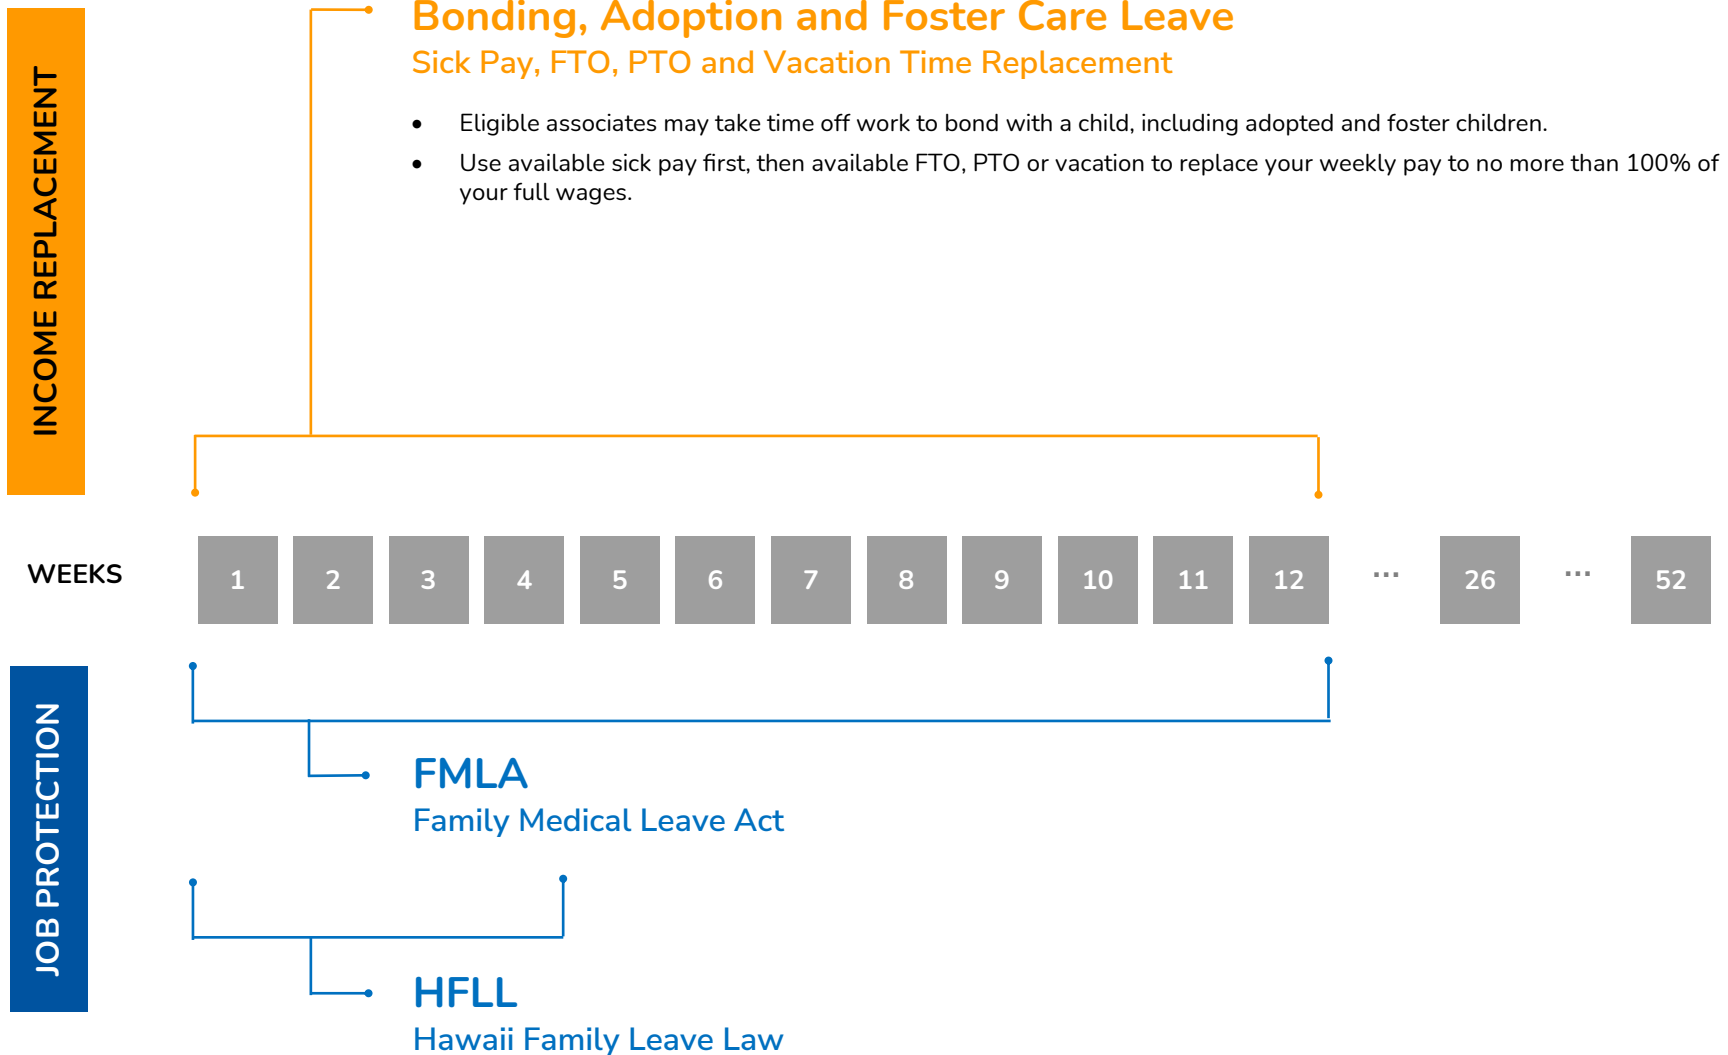 Bonding, Adoption and Foster Care Leave
Sick Pay, FTO, PTO and Vacation Time Replacement
• Eligible associates may take time off work to bond with a child, including adopted and foster children.
• Use available sick pay first, then available FTO, PTO or vacation to replace your weekly pay to no more than 100% of
your full wages.
INCOME REPLACEMENT
WEEKS
1 2 3 4 5 6 7 8 9 10 11 12 ... 26 ... 52
JOB PROTECTION
FMLA
Family Medical Leave Act
HFLL
Hawaii Family Leave Law